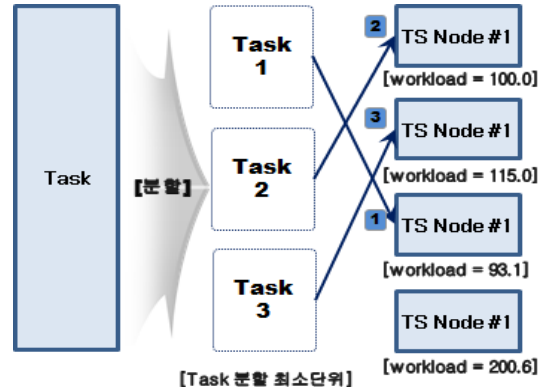 Task
[분할]
Task
1
Task
2
Task
3
[Task 분할 최소단위]
2
TS Node #1
[workload = 100.0]
3
TS Node #1
[workload = 115.0]
1
TS Node #1
[workload = 93.1]
TS Node #1
[workload = 200.6]